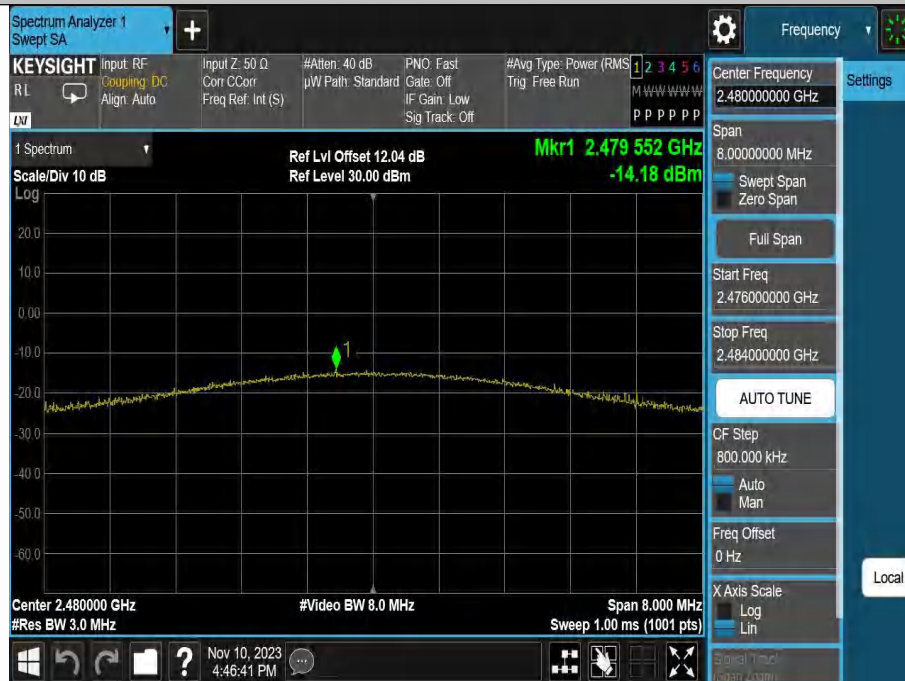 Spectrum Analyzer 1
Swept SA
Frequency
KEYSIGHT
RL
LXI
Input: RF
Coupling: DC
Align: Auto
Input Z: 50 Ω
Corr CCorr
Freq Ref: Int (S)
#Atten: 40 dB
µW Path: Standard
PNO: Fast
Gate: Off
IF Gain: Low
Sig Track: Off
#Avg Type: Power (RMS
Trig: Free Run
1 2 3 4 5 6
M W W W W W
P P P P P P
1 Spectrum
Scale/Div 10 dB
Log
Ref Lvl Offset 12.04 dB
Ref Level 30.00 dBm
Mkr1 2.479 552 GHz
-14.18 dBm
20.0
10.0
0.00
-10.0
-20.0
-30.0
-40.0
-50.0
-60.0
1
Center 2.480000 GHz
#Res BW 3.0 MHz
#Video BW 8.0 MHz
Span 8.000 MHz
Sweep 1.00 ms (1001 pts)
Nov 10, 2023
4:46:41 PM
Center Frequency
2.480000000 GHz
Settings
Span
8.00000000 MHz
Swept Span
Zero Span
Full Span
Start Freq
2.476000000 GHz
Stop Freq
2.484000000 GHz
AUTO TUNE
CF Step
800.000 kHz
Auto
Man
Freq Offset
0 Hz
Local
X Axis Scale
Log
Lin
Signal Track
(Span Zoom)